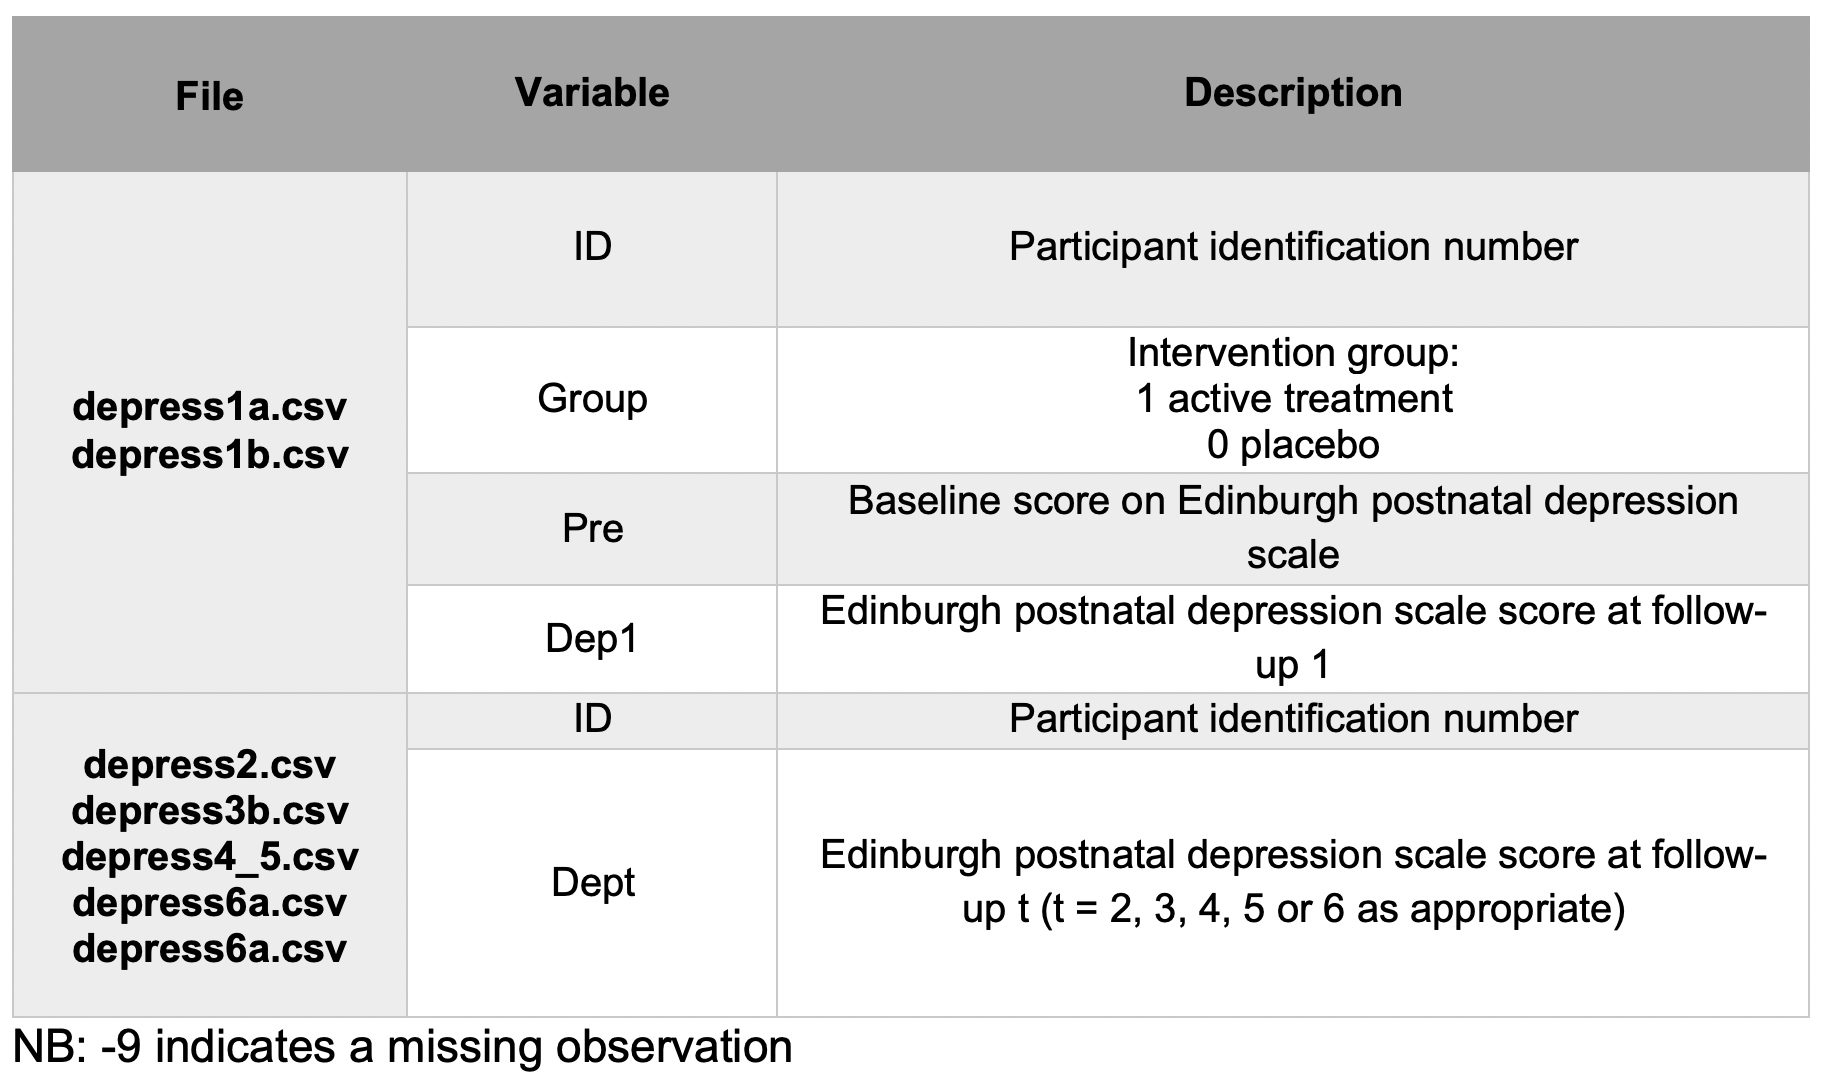 File
Variable
Description
depress1a.csv
depress1b.csv
ID
Participant identification number
Group
Intervention group:
1 active treatment
0 placebo
Pre
Baseline score on Edinburgh postnatal depression
scale
Dep1
Edinburgh postnatal depression scale score at follow-
up 1
depress2.csv
depress3b.csv
depress4_5.csv
depress6a.csv
depress6a.csv
ID
Participant identification number
Dept
Edinburgh postnatal depression scale score at follow-
up t (t = 2, 3, 4, 5 or 6 as appropriate)
NB: -9 indicates a missing observation